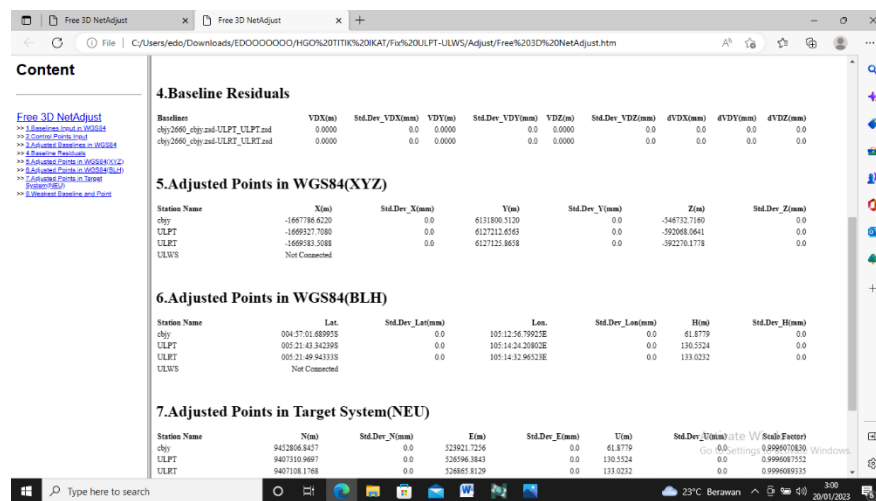 Free 3D NetAdjust
Free 3D NetAdjust
File C:/Users/edo/Downloads/EDOOOOOOO/HGO%20TITIK%20IKAT/Fix%20ULPT-ULWS/Adjust/Free%203D%20NetAdjust.htm
Content
Free 3D NetAdjust
>> 1.Baselines Input in WGS84
>> 2.Control Points Input
>> 3.Adjusted Baselines in WGS84
>> 4.Baseline Residuals
>> 5.Adjusted Points in WGS84(XYZ)
>> 6.Adjusted Points in WGS84(BLH)
>> 7.Adjusted Points in Target System(NEU)
>> 8.Weakest Baseline and Point
4.Baseline Residuals
Baselines VDX(m) Std.Dev_VDX(mm) VDY(m) Std.Dev_VDY(mm) VDZ(m) Std.Dev_VDZ(mm) dVDX(mm) dVDY(mm) dVDZ(mm)
cbjy2660_cbjy.zsd-ULPT_ULPT.zsd 0.0000 0.0 0.0000 0.0 0.0000 0.0 0.0 0.0 0.0
cbjy2660_cbjy.zsd-ULRT_ULRT.zsd 0.0000 0.0 0.0000 0.0 0.0000 0.0 0.0 0.0 0.0
5.Adjusted Points in WGS84(XYZ)
Station Name X(m) Std.Dev_X(mm) Y(m) Std.Dev_Y(mm) Z(m) Std.Dev_Z(mm)
cbjy -1667786.6220 0.0 6131800.5120 0.0 -546732.7160 0.0
ULPT -1669327.7080 0.0 6127212.6563 0.0 -592068.0641 0.0
ULRT -1669583.5088 0.0 6127125.8658 0.0 -592270.1778 0.0
ULWS Not Connected
6.Adjusted Points in WGS84(BLH)
Station Name Lat. Std.Dev_Lat(mm) Lon. Std.Dev_Lon(mm) H(m) Std.Dev_H(mm)
cbjy 004:57:01.68995S 0.0 105:12:56.79925E 0.0 61.8779 0.0
ULPT 005:21:43.34239S 0.0 105:14:24.20802E 0.0 130.5524 0.0
ULRT 005:21:49.94333S 0.0 105:14:32.96523E 0.0 133.0232 0.0
ULWS Not Connected
7.Adjusted Points in Target System(NEU)
Station Name N(m) Std.Dev_N(mm) E(m) Std.Dev_E(mm) U(m) Std.Dev_U(mm) Scale Factor)
cbjy 9452806.8457 0.0 523921.7256 0.0 61.8779 0.0 0.9996070830
ULPT 9407310.9697 0.0 526596.3843 0.0 130.5524 0.0 0.9996087552
ULRT 9407108.1768 0.0 526865.8129 0.0 133.0232 0.0 0.9996089335
Type here to search
23°C Berawan
3:00
20/01/2023